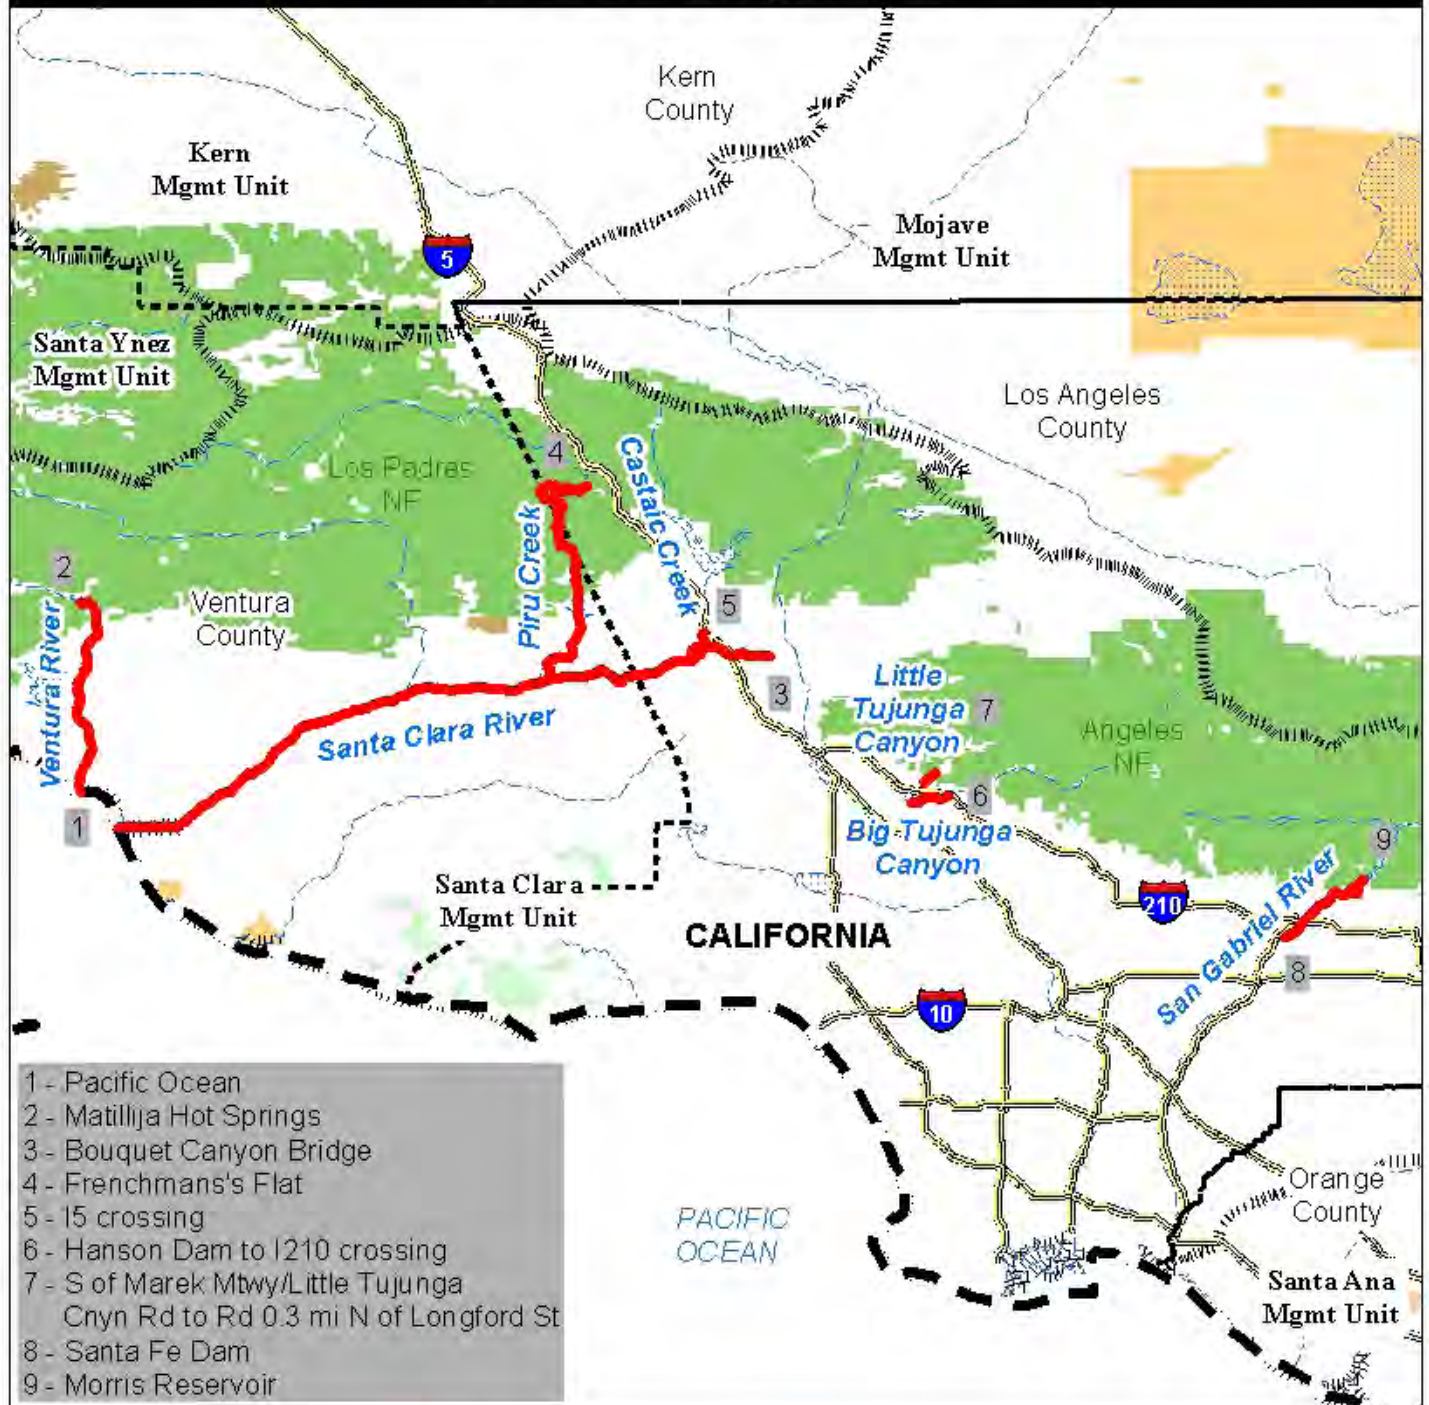 Kern
County
Kern
Mgmt Unit
Mojave
Mgmt Unit
5
Santa Ynez
Mgmt Unit
Los Angeles
County
4
Castaic Creek
Los Padres
NF
Piru Creek
2
Ventura River
Ventura
County
5
3
Little
Tujunga
Canyon
7
Angeles
NF
Santa Clara River
6
1
Big Tujunga
Canyon
9
Santa Clara
Mgmt Unit
210
San Gabriel River
CALIFORNIA
8
10
1 - Pacific Ocean
2 - Matillija Hot Springs
3 - Bouquet Canyon Bridge
4 - Frenchmans's Flat
5 - I5 crossing
6 - Hanson Dam to I210 crossing
7 - S of Marek Mtwy/Little Tujunga
Cnyn Rd to Rd 0.3 mi N of Longford St
8 - Santa Fe Dam
9 - Morris Reservoir
PACIFIC
OCEAN
Orange
County
Santa Ana
Mgmt Unit